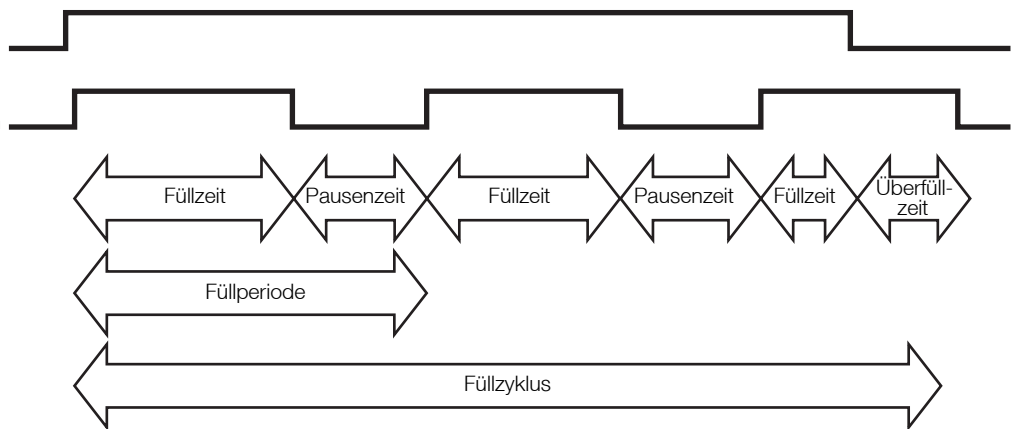 Füllzeit
Pausenzeit
Füllzeit
Pausenzeit
Füllzeit
Überfüll-
zeit
Füllperiode
Füllzyklus